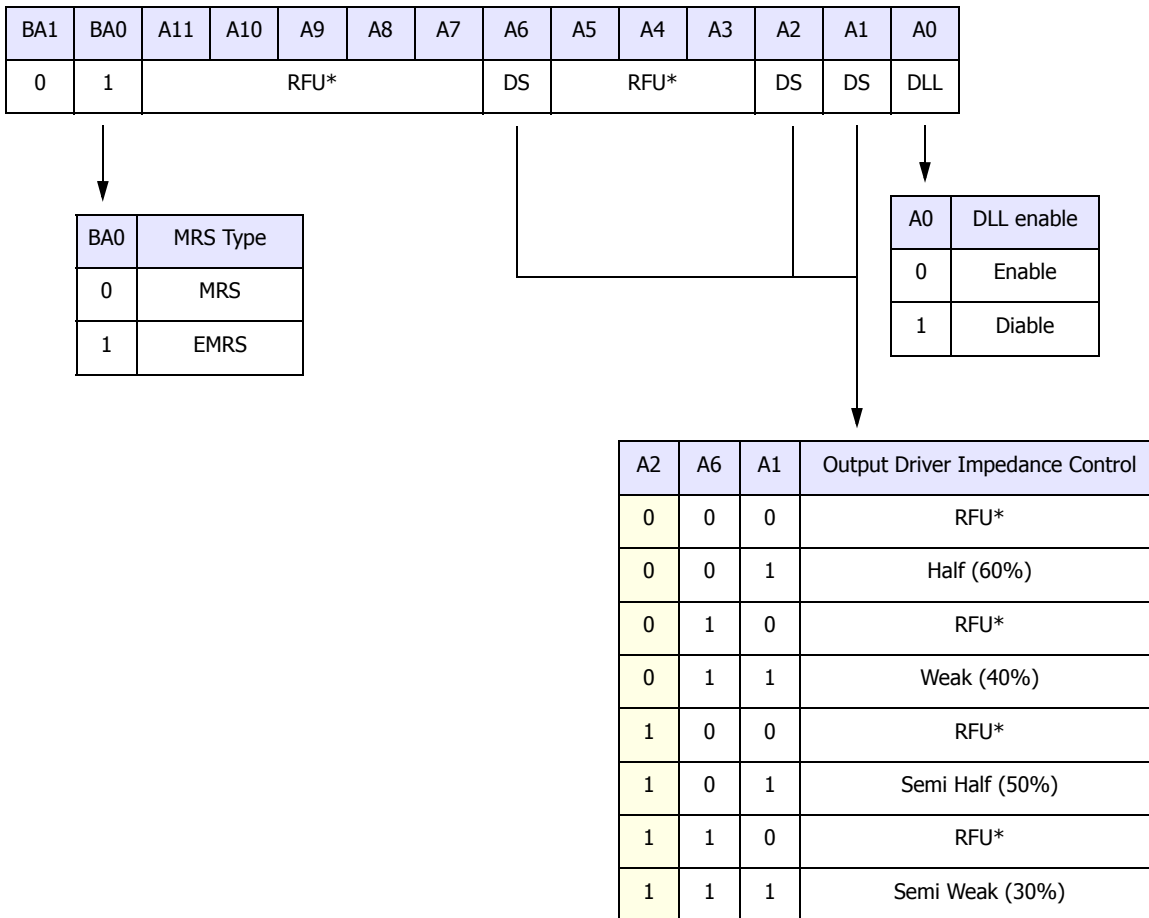 BA1 BA0 A11 A10 A9 A8 A7 A6 A5 A4 A3 A2 A1 A0
0 1 RFU* DS RFU* DS DS DLL
BA0 MRS Type
0 MRS
1 EMRS
A0 DLL enable
0 Enable
1 Diable
A2 A6 A1 Output Driver Impedance Control
0 0 0 RFU*
0 0 1 Half (60%)
0 1 0 RFU*
0 1 1 Weak (40%)
1 0 0 RFU*
1 0 1 Semi Half (50%)
1 1 0 RFU*
1 1 1 Semi Weak (30%)